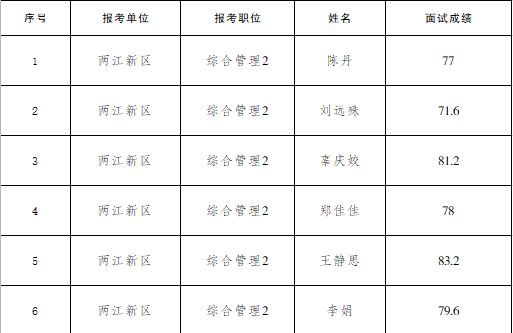 序号 报考单位 报考职位 姓名 面试成绩
1 两江新区 综合管理2 陈丹 77
2 两江新区 综合管理2 刘远殊 71.6
3 两江新区 综合管理2 辜庆姣 81.2
4 两江新区 综合管理2 郑佳佳 78
5 两江新区 综合管理2 王静思 83.2
6 两江新区 综合管理2 李娟 79.6